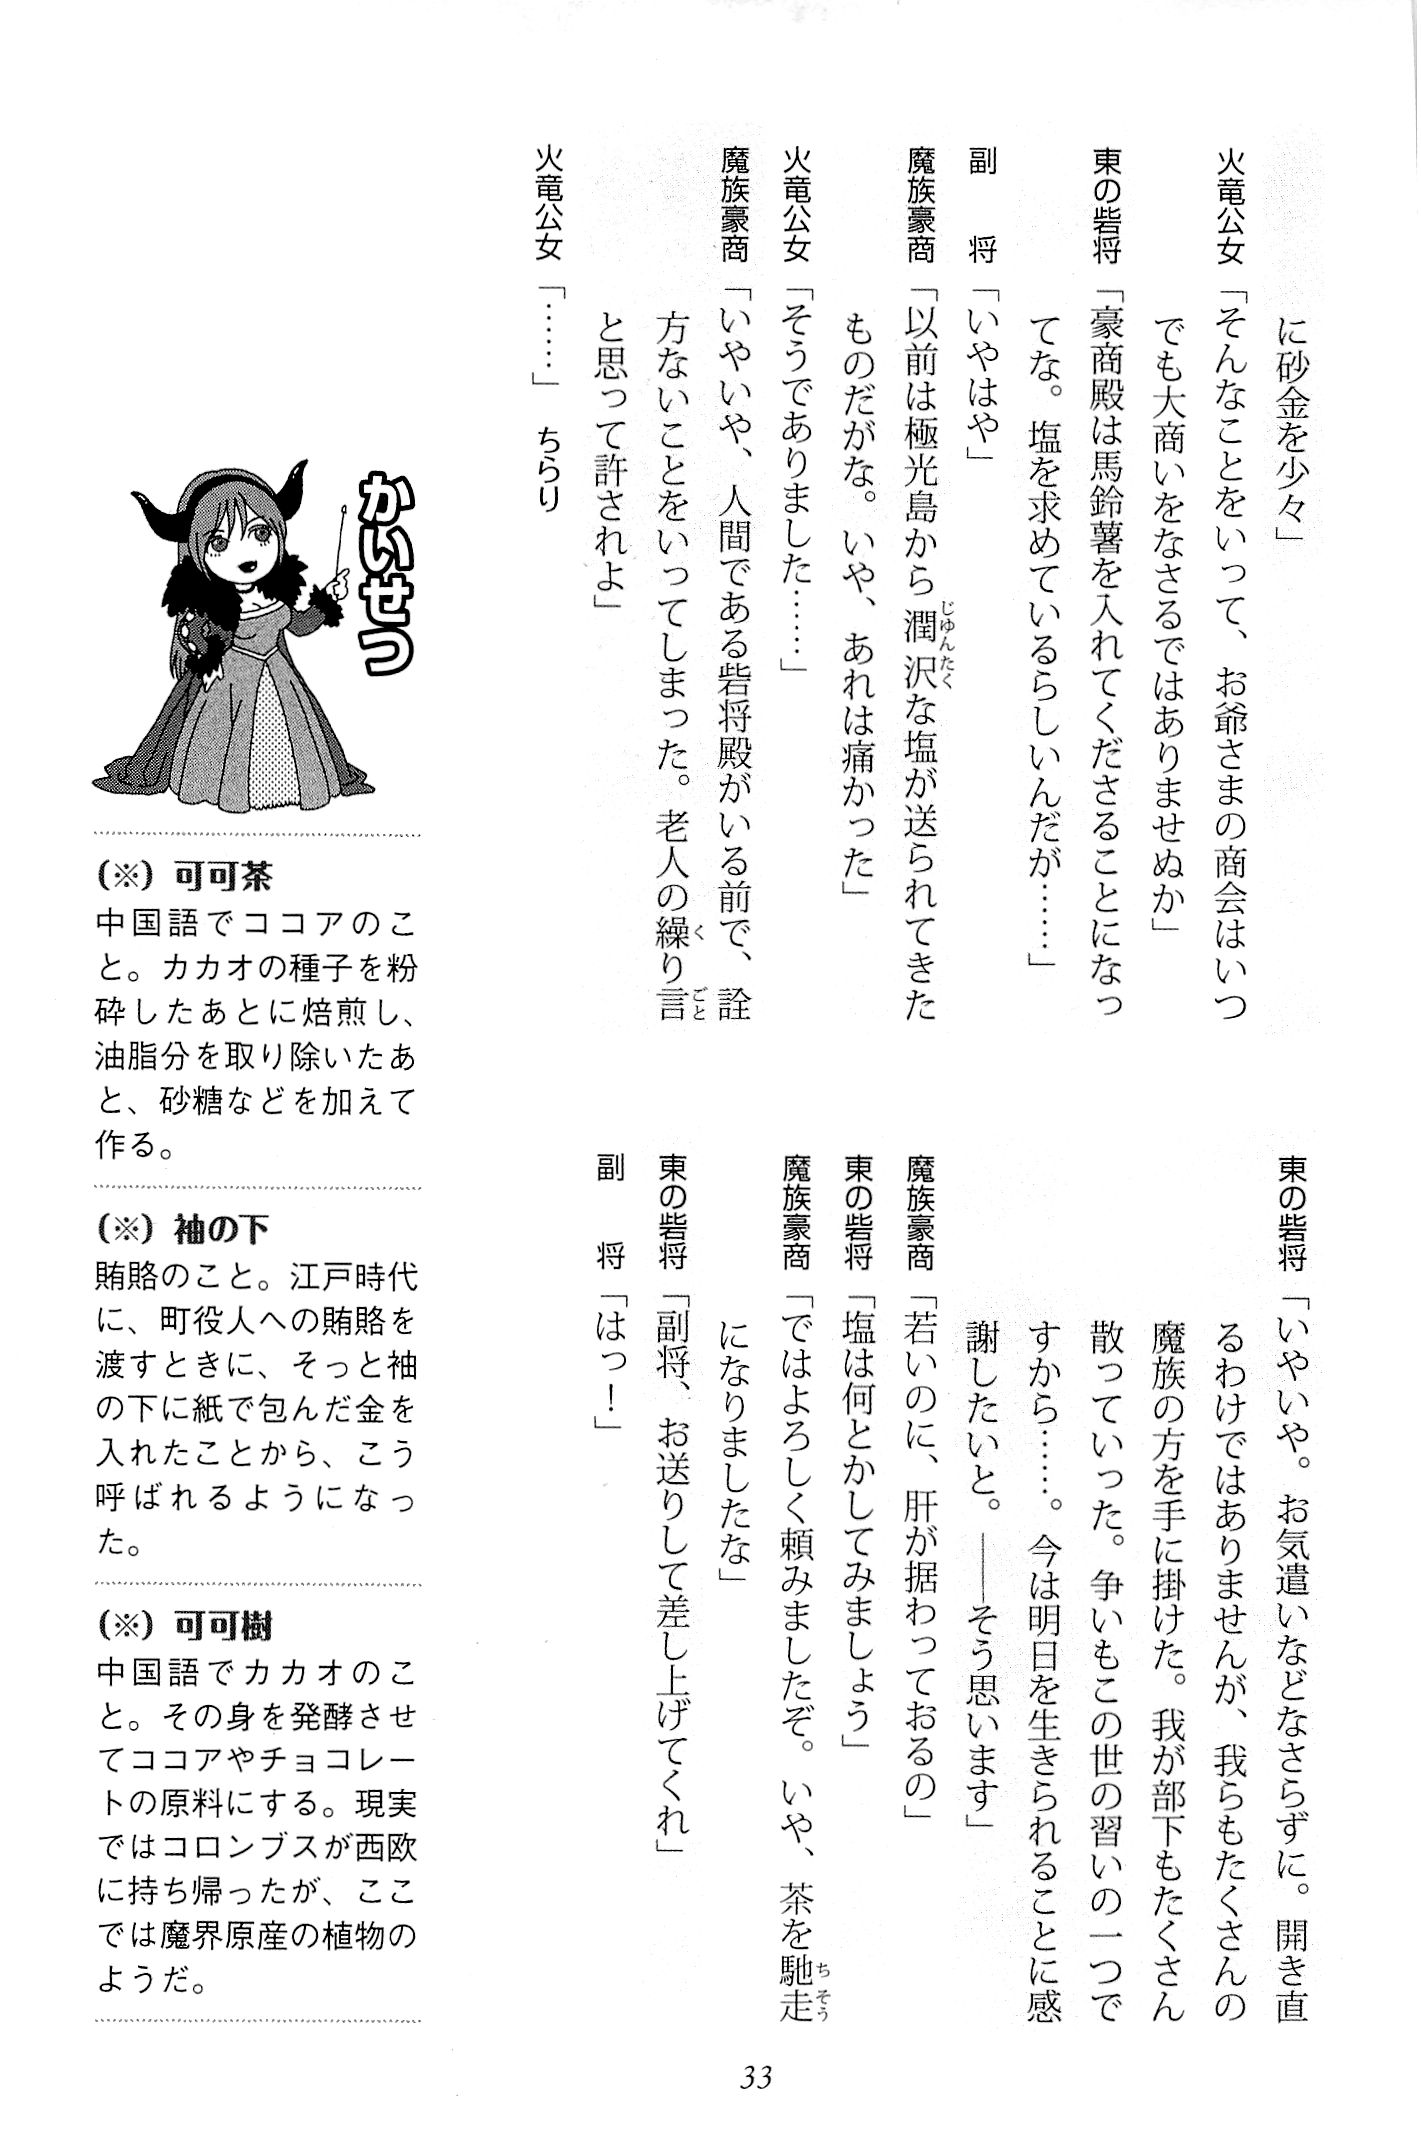 に砂金を少々」
火竜公女「そんなことをいって、お爺さまの商会はいつ
でも大商いをなさるではありませぬか」
東の砦将「豪商殿は馬鈴薯を入れてくださることになっ
てな。塩を求めているらしいんだが……」
副　将「いやはや」
魔族豪商「以前は極光島から潤沢な塩が送られてきた
じゅんたく
ものだがな。いや、あれは痛かった」
火竜公女「そうでありました……」
魔族豪商「いやいや、人間である砦将殿がいる前で、詮
方ないことをいってしまった。老人の繰り言
く　ごと
と思って許されよ」
火竜公女「……」　ちらり
東の砦将「いやいや。お気遣いなどなさらずに。開き直
るわけではありませんが、我らもたくさんの
魔族の方を手に掛けた。我が部下もたくさん
散っていった。争いもこの世の習いの一つで
すから……。今は明日を生きられることに感
謝したいと。――そう思います」
魔族豪商「若いのに、肝が据わっておるの」
東の砦将「塩は何とかしてみましょう」
魔族豪商「ではよろしく頼みましたぞ。いや、茶を馳走
ちそう
になりましたな」
東の砦将「副将、お送りして差し上げてくれ」
副　将「はっ！」
かいせつ
(※) 可可茶
中国語でココアのこ
と。カカオの種子を粉
砕したあとに焙煎し、
油脂分を取り除いたあ
と、砂糖などを加えて
作る。
(※) 袖の下
賄賂のこと。江戸時代
に、町役人への賄賂を
渡すときに、そっと袖
の下に紙で包んだ金を
入れたことから、こう
呼ばれるようになっ
た。
(※) 可可樹
中国語でカカオのこ
と。その身を発酵させ
てココアやチョコレー
トの原料にする。現実
ではコロンブスが西欧
に持ち帰ったが、ここ
では魔界原産の植物の
ようだ。
33